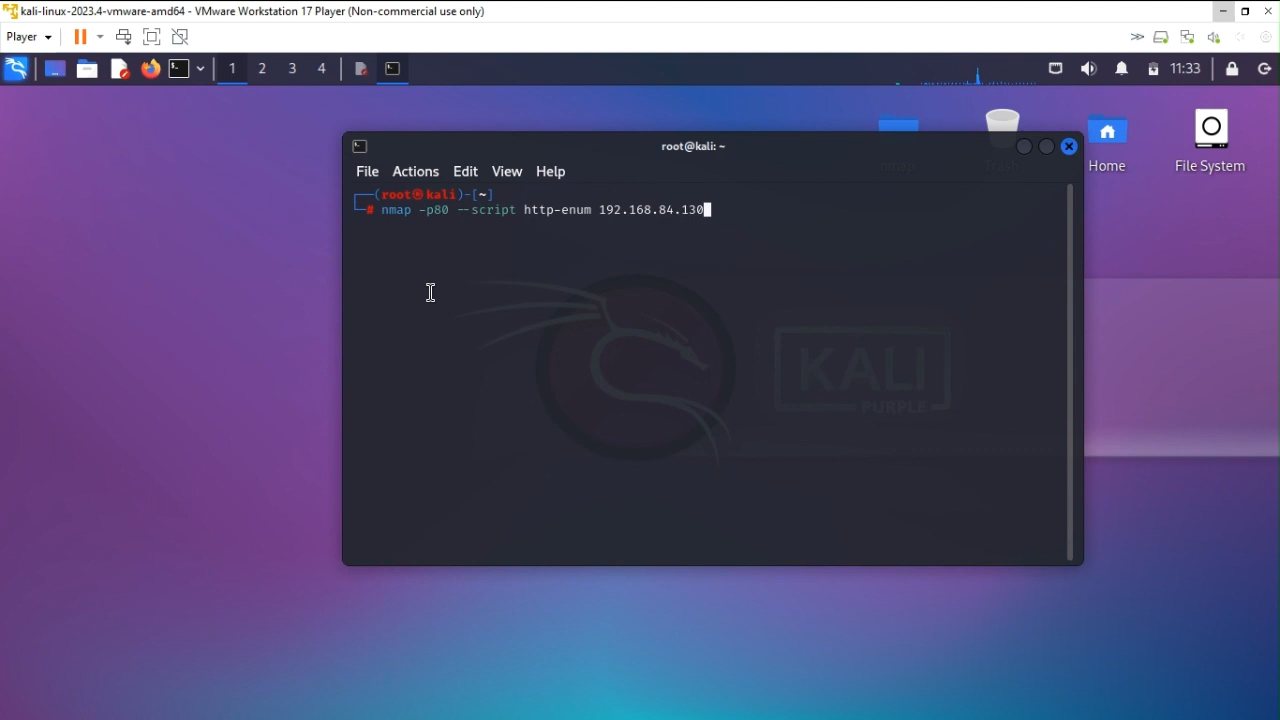 kali-linux-2023.4-vmware-amd64 - VMware Workstation 17 Player (Non-commercial use only)
Player
1 2 3 4
11:33
root@kali: ~
Home
File System
File Actions Edit View Help
┌──(root㉿kali)-[~]
└─# nmap -p80 --script http-enum 192.168.84.130
KALI
PURPLE